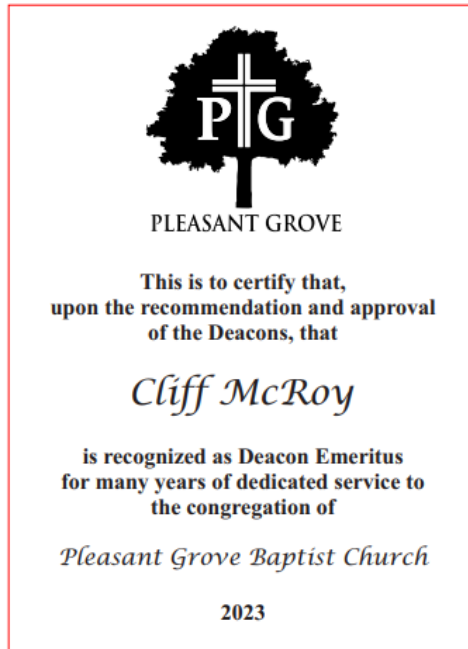 P G
PLEASANT GROVE
This is to certify that,
upon the recommendation and approval
of the Deacons, that
Cliff McRoy
is recognized as Deacon Emeritus
for many years of dedicated service to
the congregation of
Pleasant Grove Baptist Church
2023